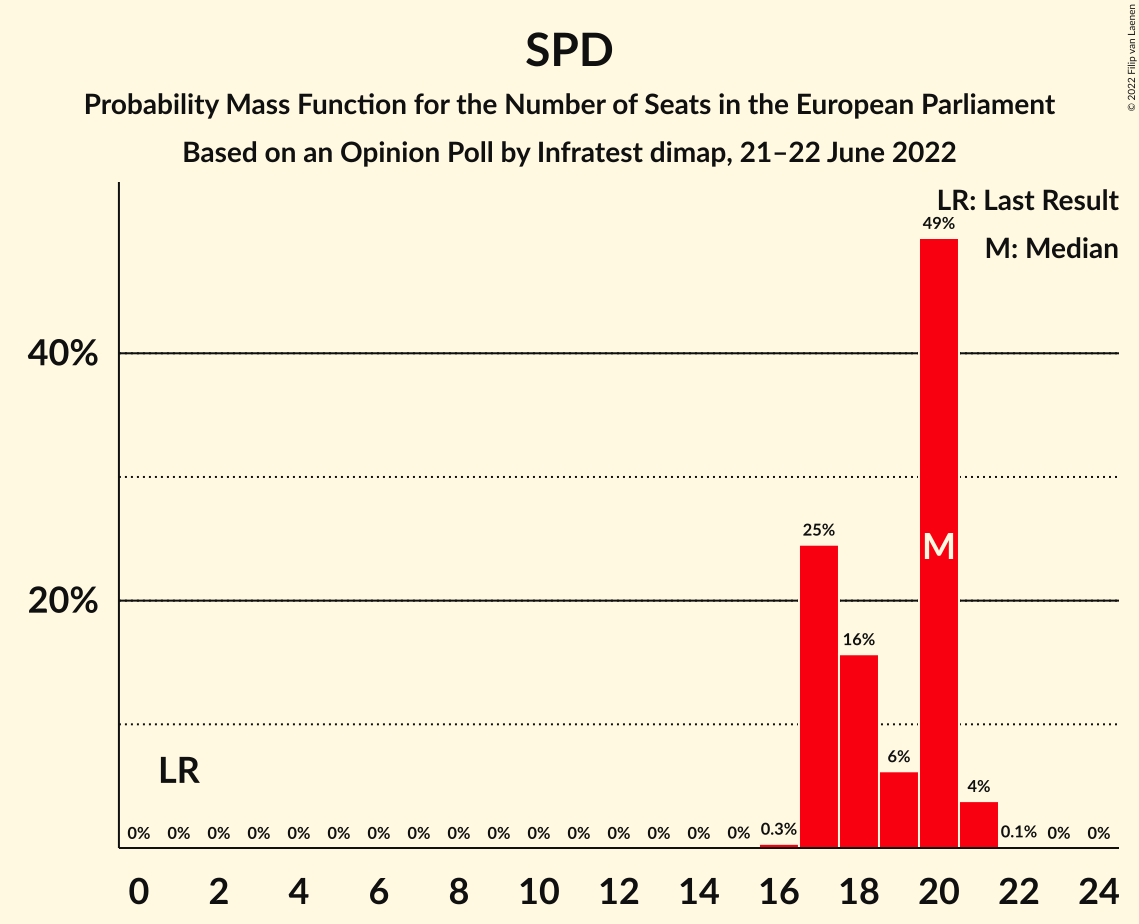 SPD
Probability Mass Function for the Number of Seats in the European Parliament
Based on an Opinion Poll by Infratest dimap, 21–22 June 2022
© 2022 Filip van Laenen
LR: Last Result
M: Median
49%
40%
25%
M
20%
16%
6%
4%
LR
0% 0% 0% 0% 0% 0% 0% 0% 0% 0% 0% 0% 0% 0% 0% 0% 0.3% 0.1% 0% 0%
0 2 4 6 8 10 12 14 16 18 20 22 24